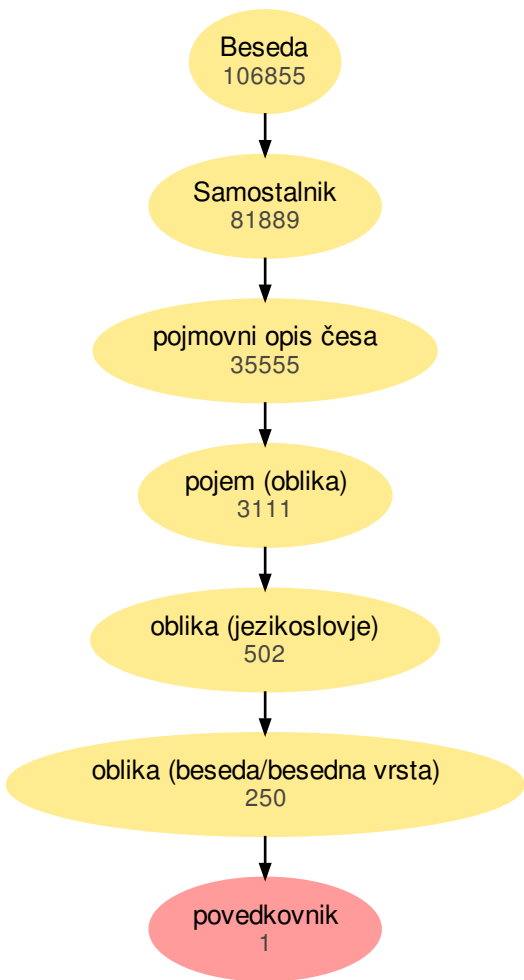 Beseda
106855
Samostalnik
81889
pojmovni opis česa
35555
pojem (oblika)
3111
oblika (jezikoslovje)
502
oblika (beseda/besedna vrsta)
250
povedkovnik
1